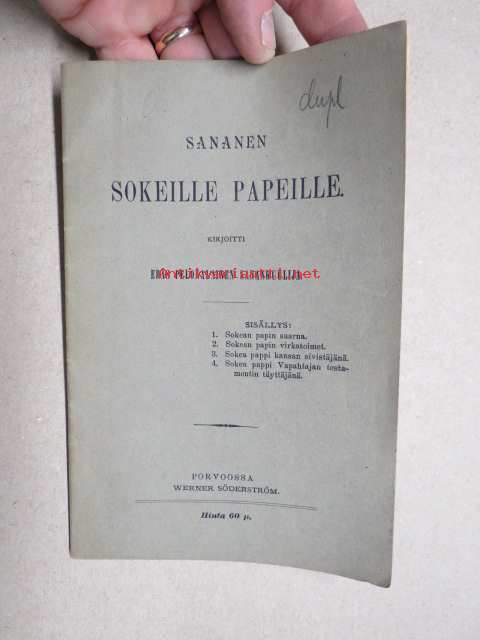 dupl
SANANEN
SOKEILLE PAPEILLE.
KIRJOITTI
SISÄLLYS:
1. Sokean papin saarna.
2. Sokean papin virkatoimet.
3. Sokea pappi kansan sivistäjänä.
4. Sokea pappi Vapahtajan testa-
mentin täyttäjänä.
PORVOOSSA
WERNER SÖDERSTRÖM.
Hinta 60 p.